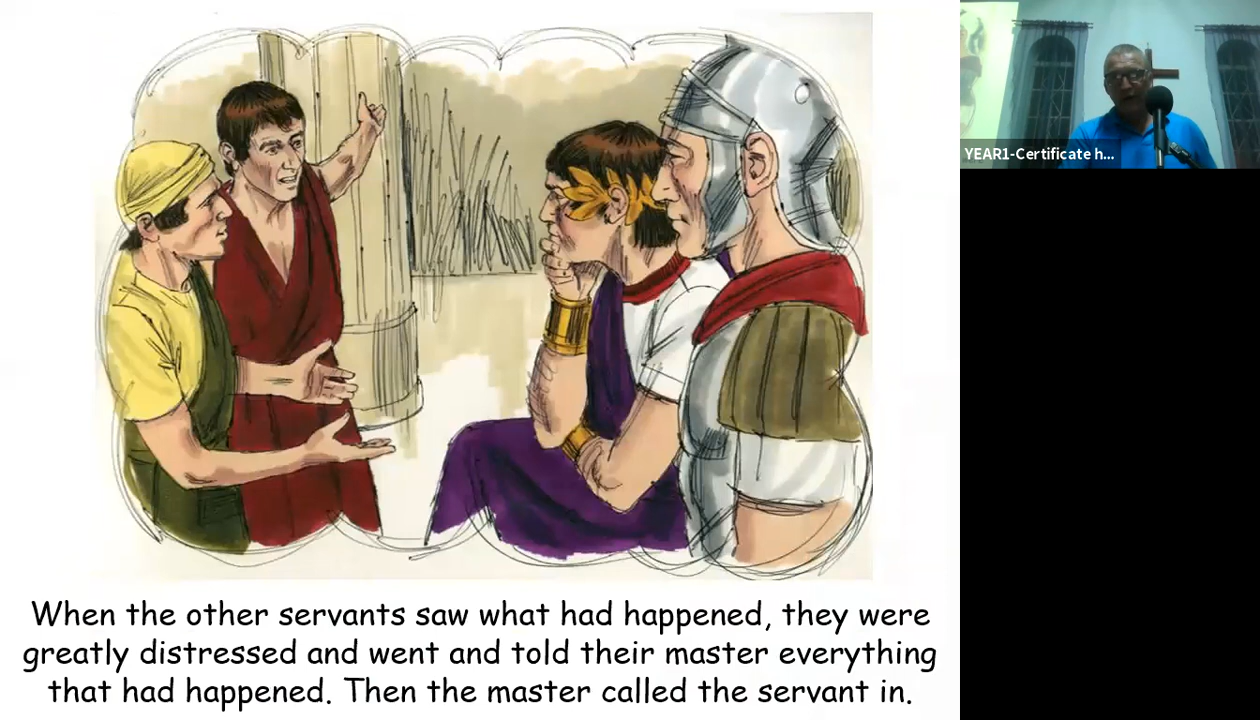 YEAR1-Certificate h...
When the other servants saw what had happened, they were
greatly distressed and went and told their master everything
that had happened. Then the master called the servant in.